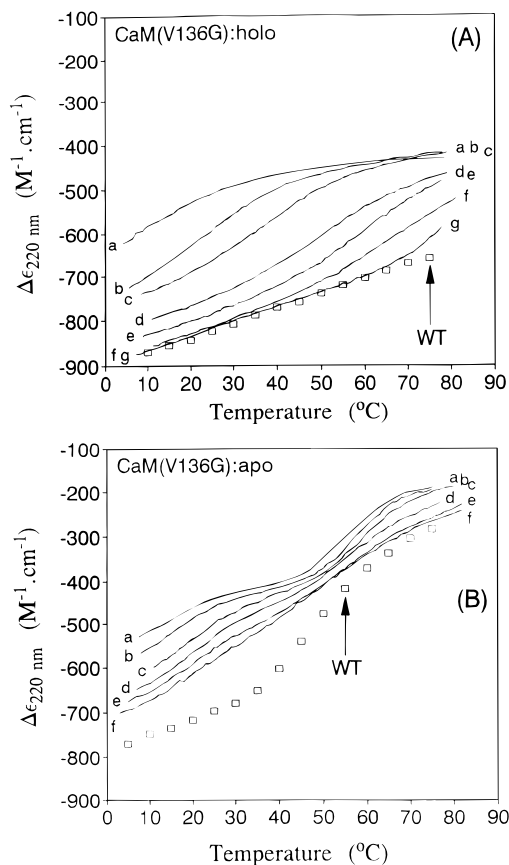 -100
CaM(V136G):holo
(A)
-200
-300
-400
-500
-600
-700
-800
-900
Δϵ220 nm (M-1.cm-1)
a b c
d e
f
g
a
b
c
d
e
f g
WT
0 10 20 30 40 50 60 70 80 90
Temperature (°C)
-100
CaM(V136G):apo
-200
-300
-400
-500
-600
-700
-800
-900
Δϵ220 nm (M-1.cm-1)
a b c
d
e
f
(B)
a
b
c
d
e
f
WT
0 10 20 30 40 50 60 70 80 90
Temperature (°C)